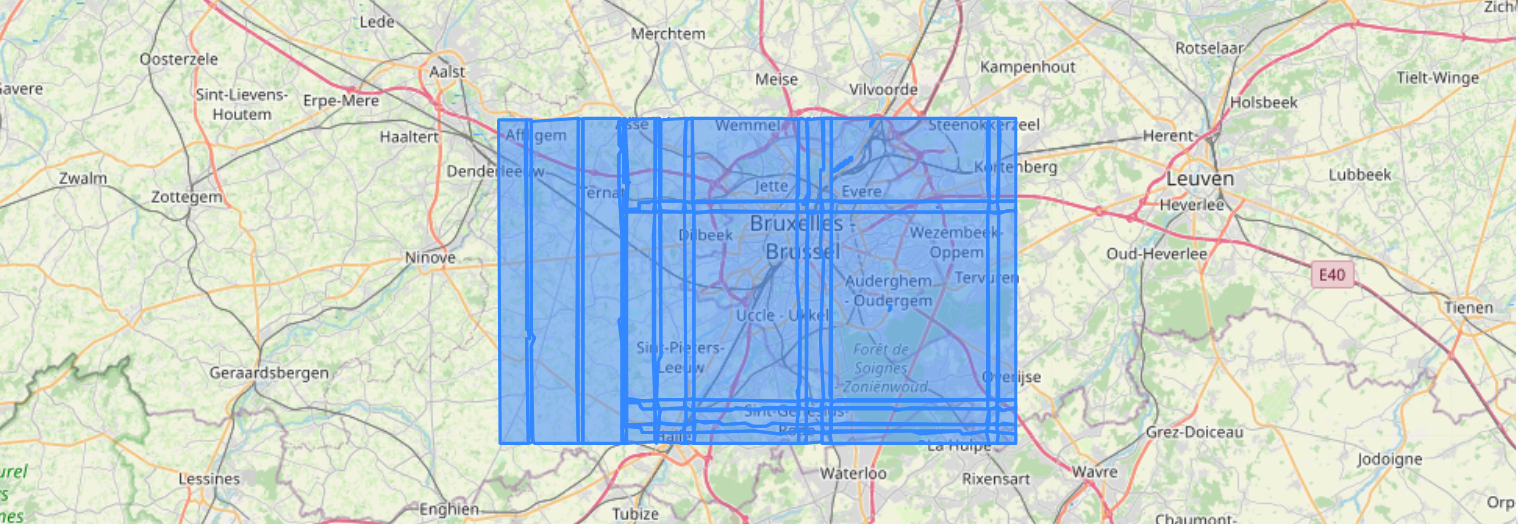 Lede
Merchtem
Zich
Oosterzele
Rotselaar
Aalst
Meise
Kampenhout
Tielt-Winge
Gavere
Sint-Lievens-
Houtem
Erpe-Mere
Vilvoorde
Holsbeek
Haaltert
Affligem
Asse
Wemmel
Steenokkerzeel
Herent
Denderleeuw
Kortenberg
Zwalm
Zottegem
Ternat
Jette
Evere
Leuven
Lubbeek
Heverlee
Bruxelles -
Brussel
Dilbeek
Wezembeek-
Oppem
Ninove
Oud-Heverlee
Auderghem
- Oudergem
Tervuren
E40
Uccle - Ukkel
Tienen
Sint-Pieters-
Leeuw
Forêt de
Soignes
- Zoniënwoud
Geraardsbergen
Overijse
Sint-Genesius-
Rode
Halle
Grez-Doiceau
La Hulpe
Jodoigne
Lessines
Waterloo
Rixensart
Wavre
Enghien
Tubize
Chaumont-
Orp